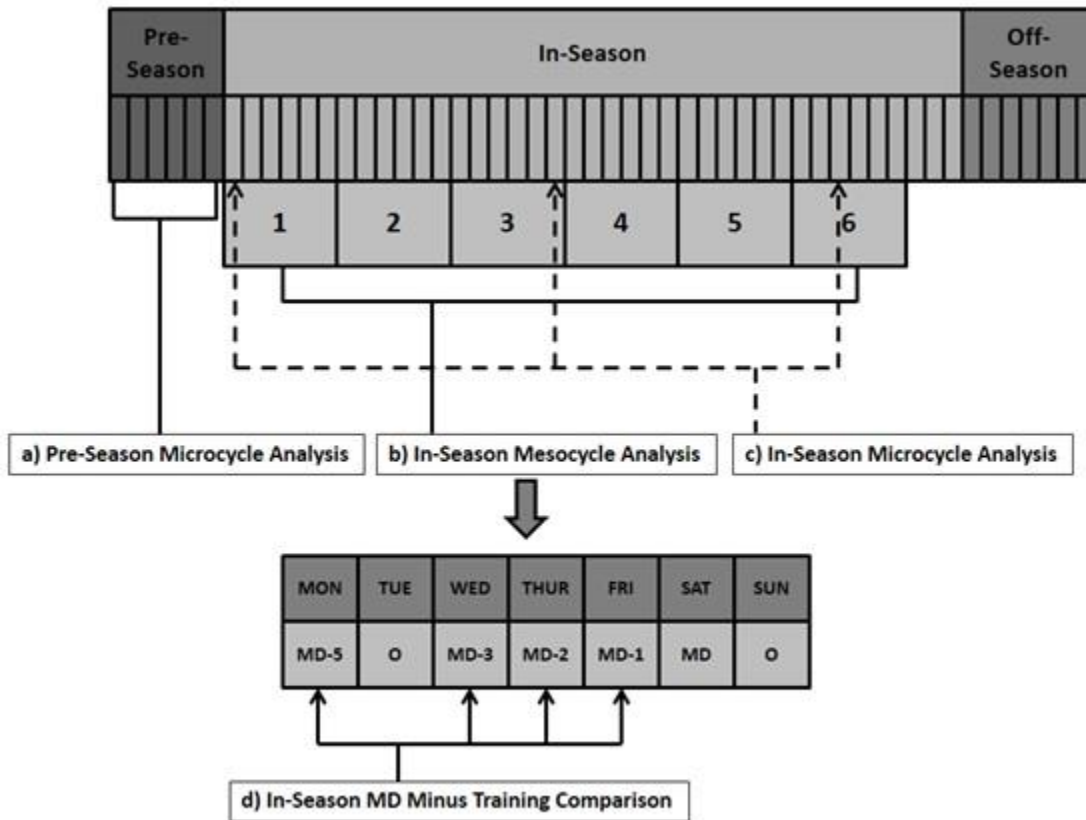 Pre-
Season
In-Season
Off-
Season
1 2 3 4 5 6
a) Pre-Season Microcycle Analysis
b) In-Season Mesocycle Analysis
c) In-Season Microcycle Analysis
MON TUE WED THUR FRI SAT SUN
MD-5 O MD-3 MD-2 MD-1 MD O
d) In-Season MD Minus Training Comparison